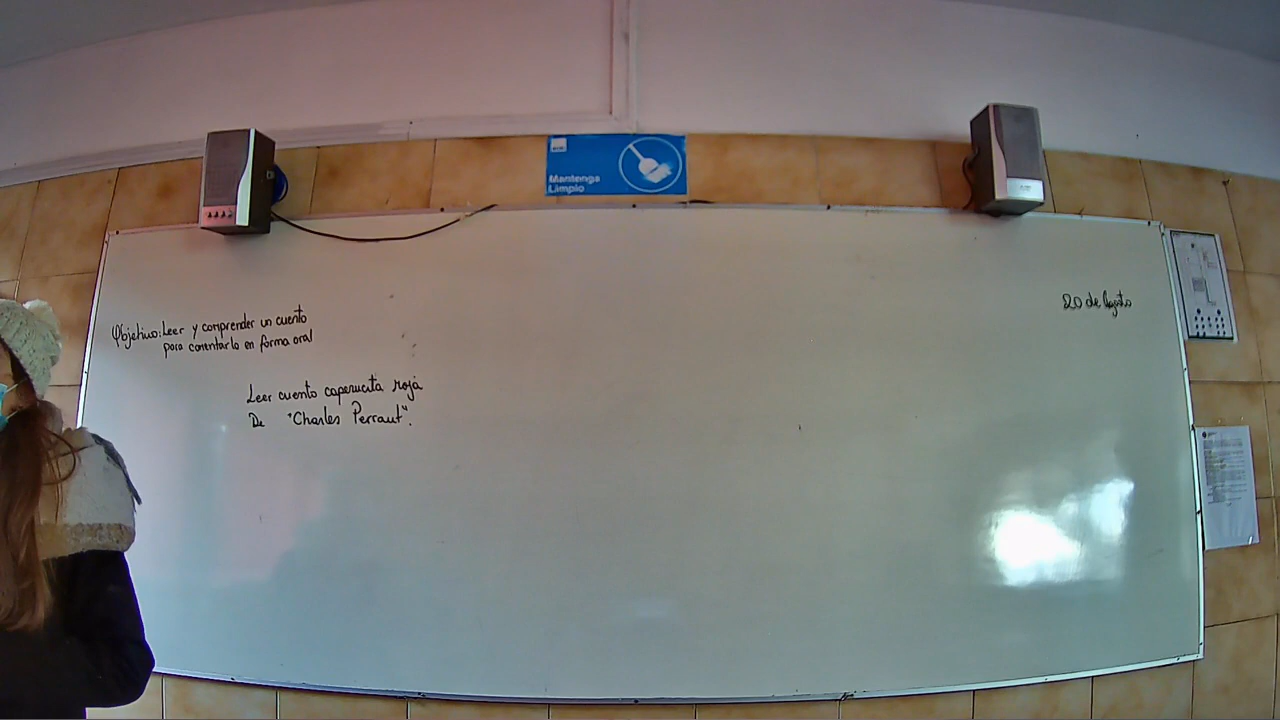 Mantenga
Limpio
20 de Agosto
Objetivo: Leer y comprender un cuento
para comentarlo en forma oral
Leer cuento caperucita roja
De "Charles Perraut".